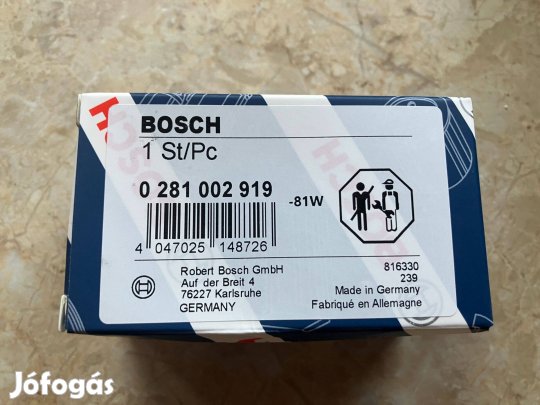 BOSCH
1 St/Pc
0 281 002 919
-81W
4 047025 148726
Robert Bosch GmbH
Auf der Breit 4
76227 Karlsruhe
GERMANY
816330
239
Made in Germany
Fabriqué en Allemagne
Jófogás